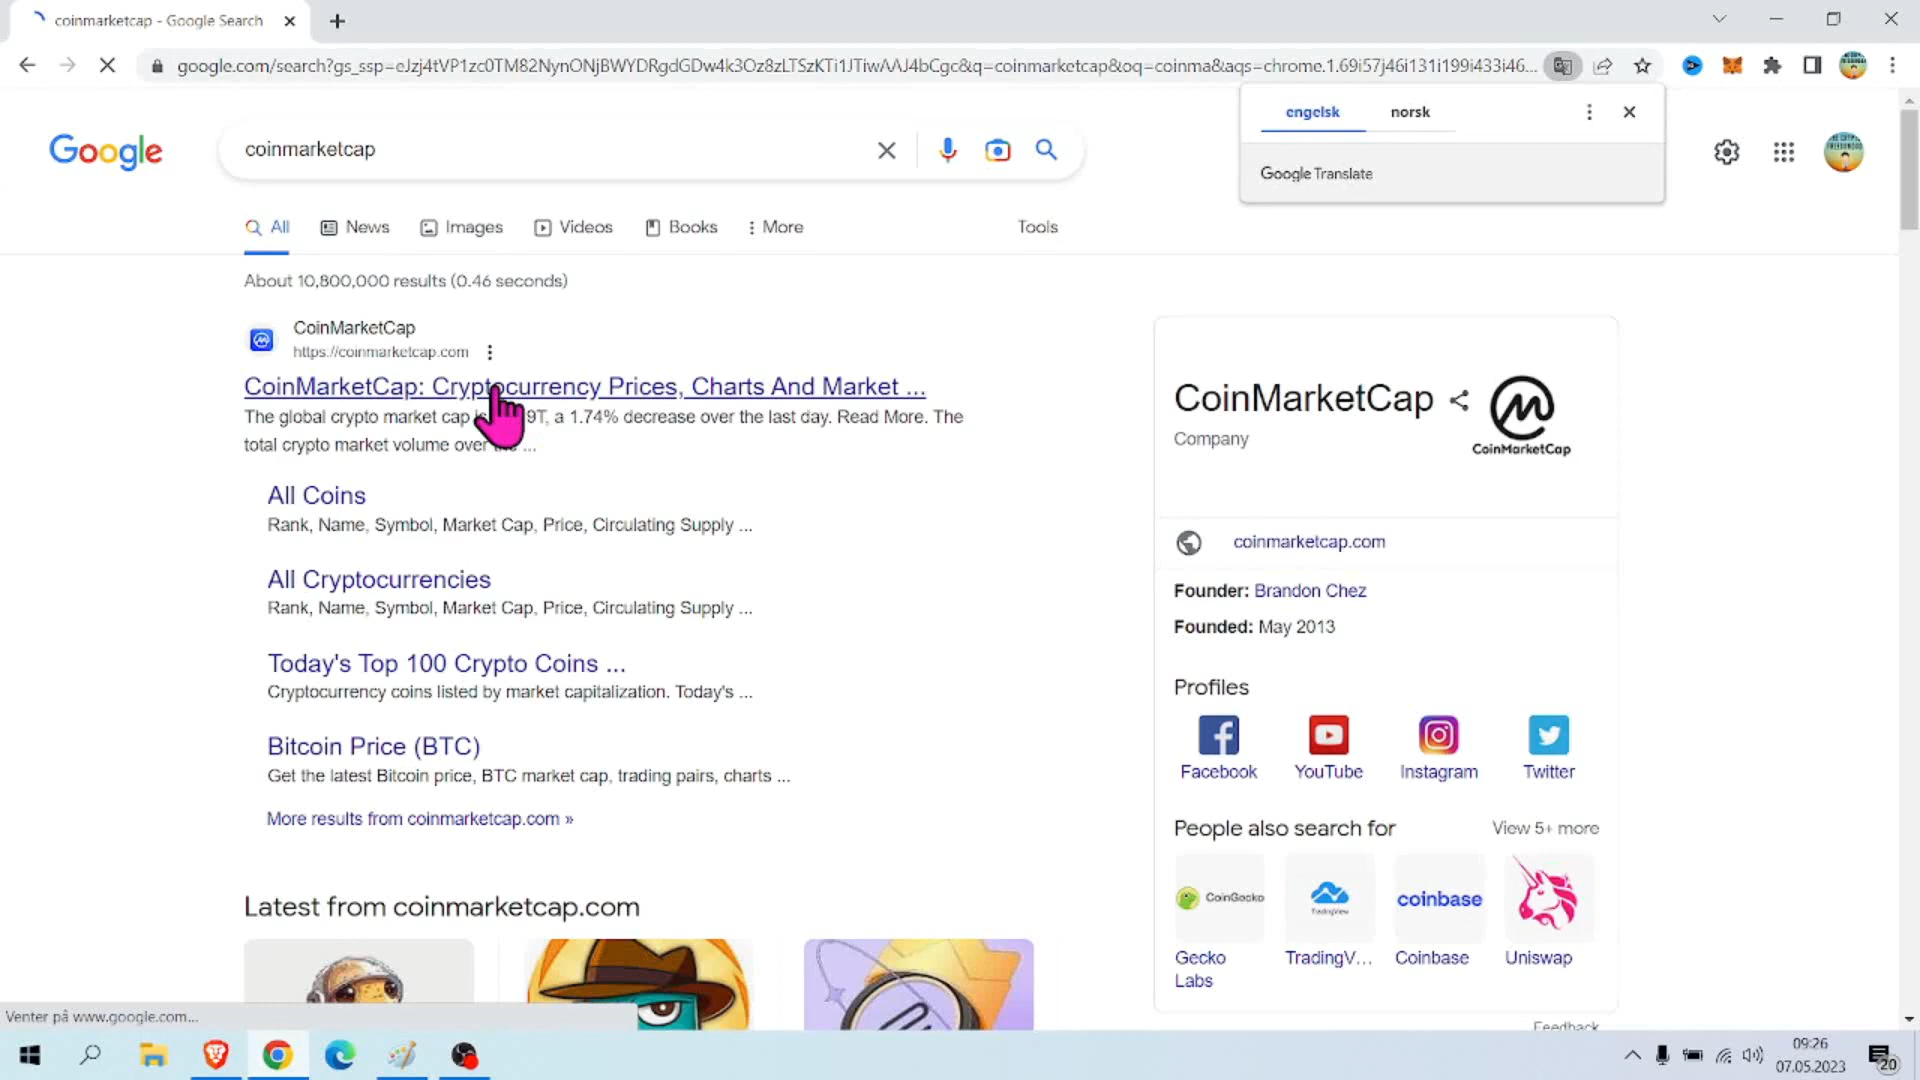 coinmarketcap - Google Search
google.com/search?gs_ssp=eJzj4tVP1zc0TM82NynONjBWYDRgdGDw4k3Oz8zLTSzKTi1JTiwAAJ4bCgc&q=coinmarketcap&oq=coinma&aqs=chrome.1.69i57j46i131i199i433i46...
engelsk norsk
Google Translate
Google
coinmarketcap
All News Images Videos Books More Tools
About 10,800,000 results (0.46 seconds)
CoinMarketCap
https://coinmarketcap.com
CoinMarketCap: Cryptocurrency Prices, Charts And Market ...
The global crypto market cap 9T, a 1.74% decrease over the last day. Read More. The
total crypto market volume over ...
All Coins
Rank, Name, Symbol, Market Cap, Price, Circulating Supply ...
All Cryptocurrencies
Rank, Name, Symbol, Market Cap, Price, Circulating Supply ...
Today's Top 100 Crypto Coins ...
Cryptocurrency coins listed by market capitalization. Today's ...
Bitcoin Price (BTC)
Get the latest Bitcoin price, BTC market cap, trading pairs, charts ...
More results from coinmarketcap.com »
Latest from coinmarketcap.com
CoinMarketCap
Company
CoinMarketCap
coinmarketcap.com
Founder: Brandon Chez
Founded: May 2013
Profiles
Facebook YouTube Instagram Twitter
People also search for View 5+ more
CoinGecko TradingView coinbase
Gecko Labs
TradingV... Coinbase Uniswap
Feedback
Venter på www.google.com...
09:26
07.05.2023
20